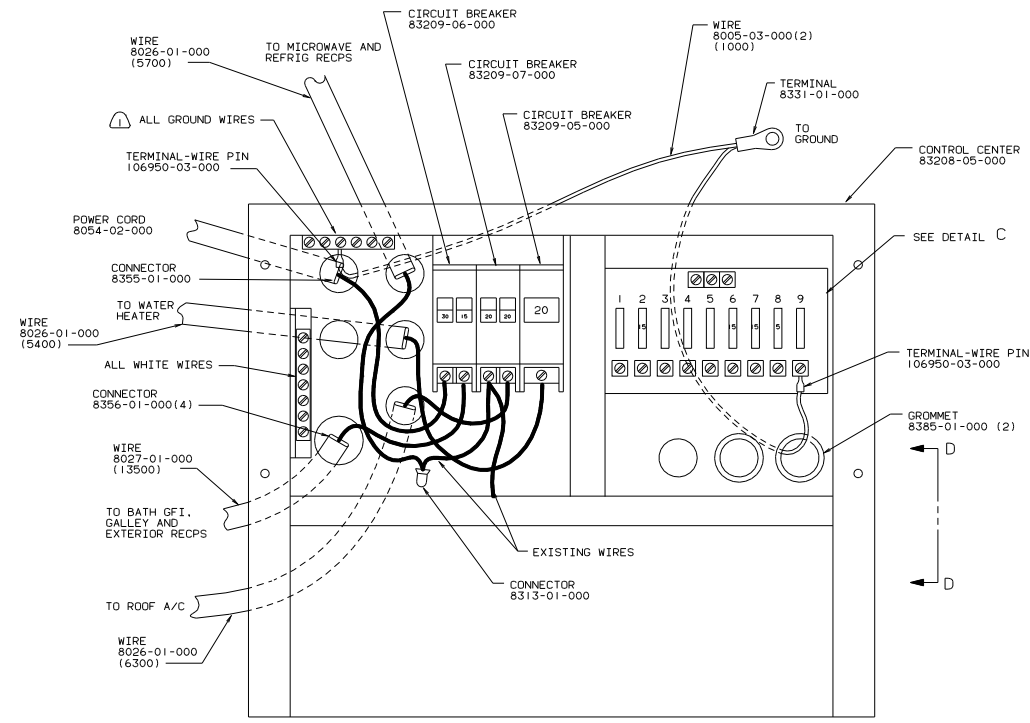 CIRCUIT BREAKER
83209-06-000
WIRE
8005-03-000(2)
(1000)
WIRE
8026-01-000
(5700)
TO MICROWAVE AND
REFRIG RECPS
CIRCUIT BREAKER
83209-07-000
TERMINAL
8331-01-000
1 ALL GROUND WIRES
CIRCUIT BREAKER
83209-05-000
TO
GROUND
TERMINAL-WIRE PIN
106950-03-000
CONTROL CENTER
83208-05-000
POWER CORD
8054-02-000
SEE DETAIL C
CONNECTOR
8355-01-000
TO WATER
HEATER
30 15 20 20 20
1 2 3 4 5 6 7 8 9
15 15 15 5
WIRE
8026-01-000
(5400)
ALL WHITE WIRES
TERMINAL-WIRE PIN
106950-03-000
CONNECTOR
8356-01-000(4)
GROMMET
8385-01-000 (2)
WIRE
8027-01-000
(13500)
D
TO BATH GFI,
GALLEY AND
EXTERIOR RECPS
EXISTING WIRES
CONNECTOR
8313-01-000
D
TO ROOF A/C
WIRE
8026-01-000
(6300)